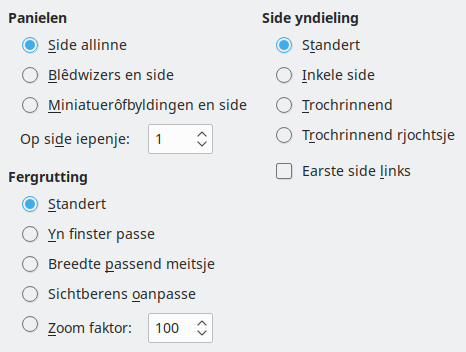 Panielen
Side allinne
Blêdwizers en side
Miniatuerôfbyldingen en side
Op side iepenje: 1
Fergrutting
Standert
Yn finster passe
Breedte passend meitsje
Sichtberens oanpasse
Zoom faktor: 100
Side yndieling
Standert
Inkele side
Trochrinnend
Trochrinnend rjochtsje
Earste side links